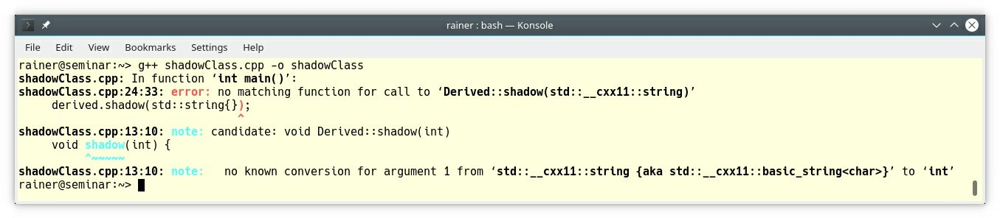 rainer : bash — Konsole
File Edit View Bookmarks Settings Help
rainer@seminar:~> g++ shadowClass.cpp -o shadowClass
shadowClass.cpp: In function ‘int main()’:
shadowClass.cpp:24:33: error: no matching function for call to ‘Derived::shadow(std::__cxx11::string)’
     derived.shadow(std::string{});
                                 ^
shadowClass.cpp:13:10: note: candidate: void Derived::shadow(int)
     void shadow(int) {
          ^~~~~~
shadowClass.cpp:13:10: note:   no known conversion for argument 1 from ‘std::__cxx11::string {aka std::__cxx11::basic_string<char>}’ to ‘int’
rainer@seminar:~>